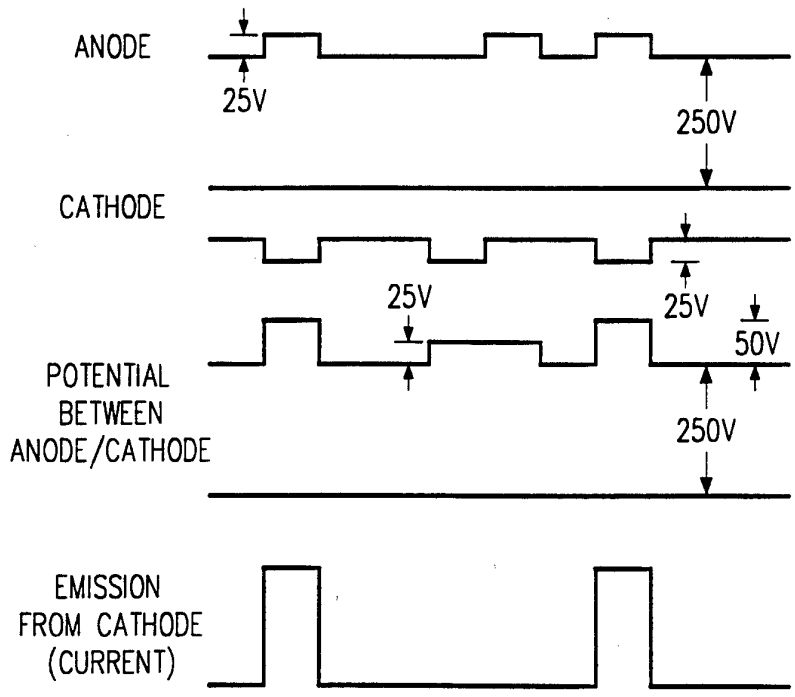 ANODE
25V
250V
CATHODE
25V
25V
50V
POTENTIAL
BETWEEN
ANODE/CATHODE
250V
EMISSION
FROM CATHODE
(CURRENT)